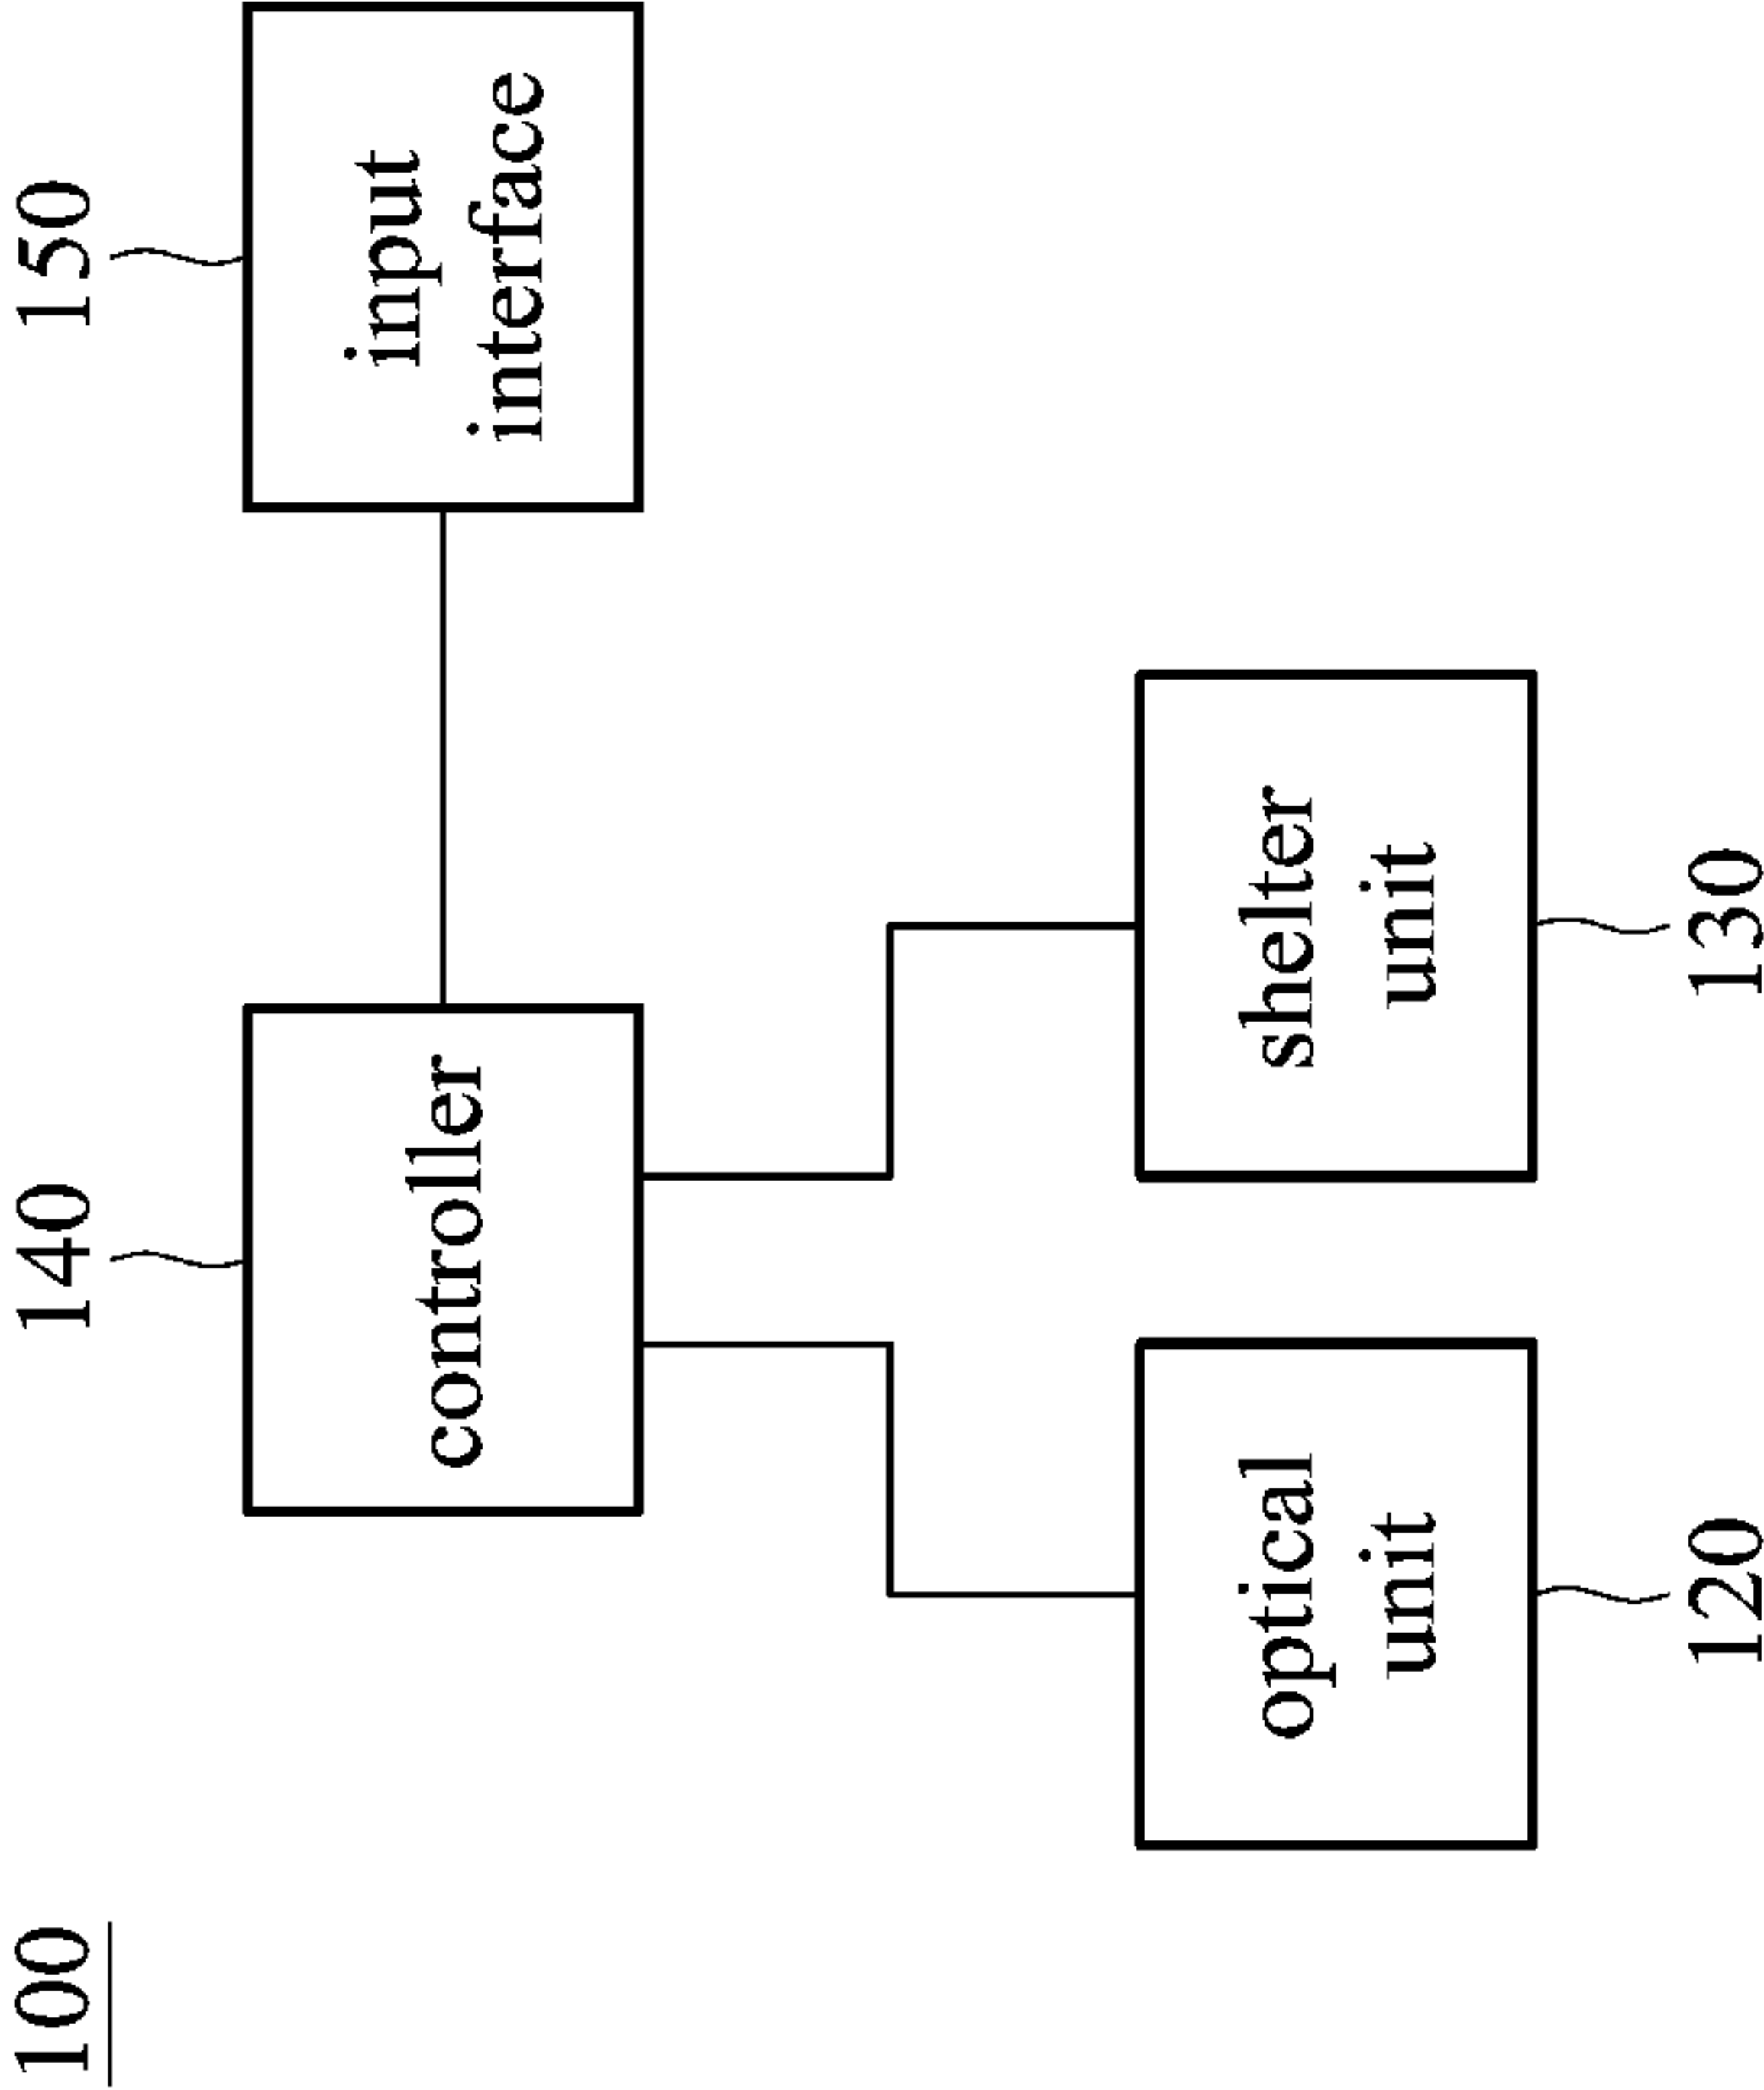 100
140
150
controller
input
interface
optical
unit
shelter
unit
120
130